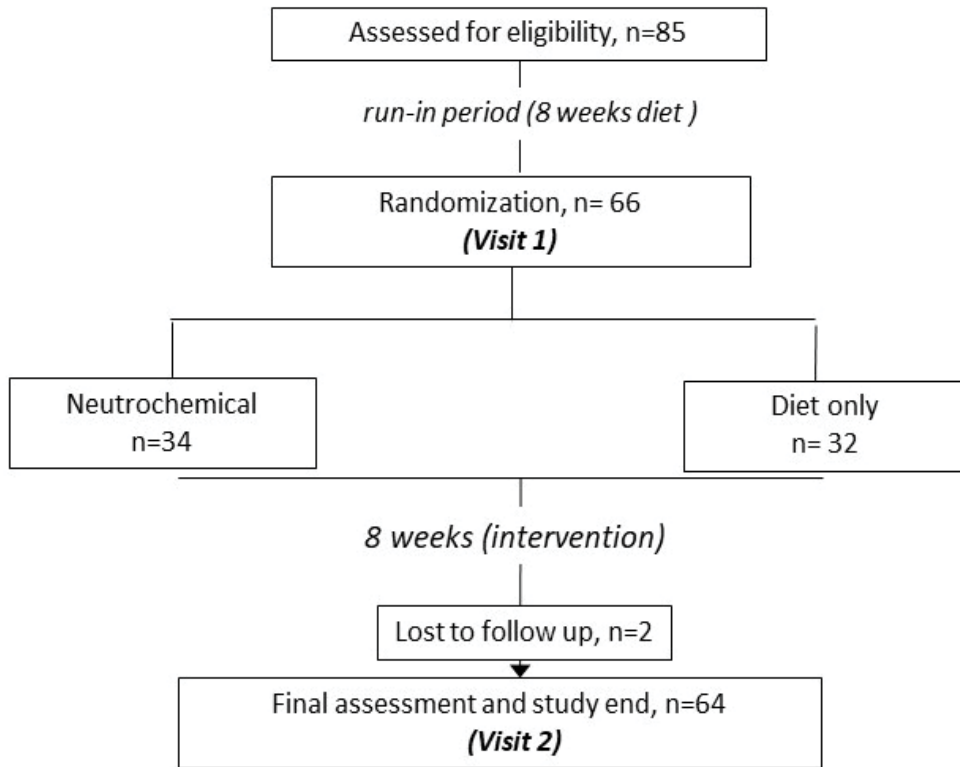 Assessed for eligibility, n=85
run-in period (8 weeks diet )
Randomization, n= 66
(Visit 1)
Neutrochemical
n=34
Diet only
n= 32
8 weeks (intervention)
Lost to follow up, n=2
Final assessment and study end, n=64
(Visit 2)